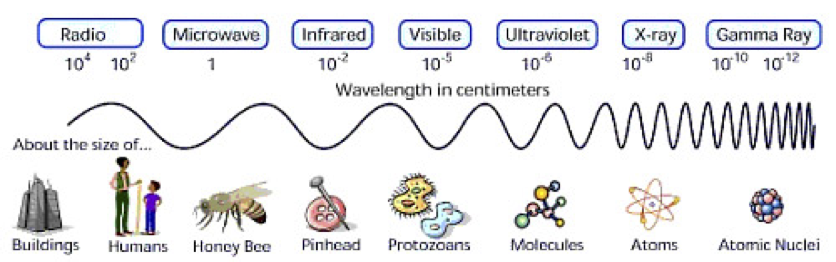 Radio Microwave Infrared Visible Ultraviolet X-ray Gamma Ray
10⁴ 10² 1 10⁻² 10⁻⁵ 10⁻⁶ 10⁻⁸ 10⁻¹⁰ 10⁻¹²
Wavelength in centimeters
About the size of...
Buildings Humans Honey Bee Pinhead Protozoans Molecules Atoms Atomic Nuclei